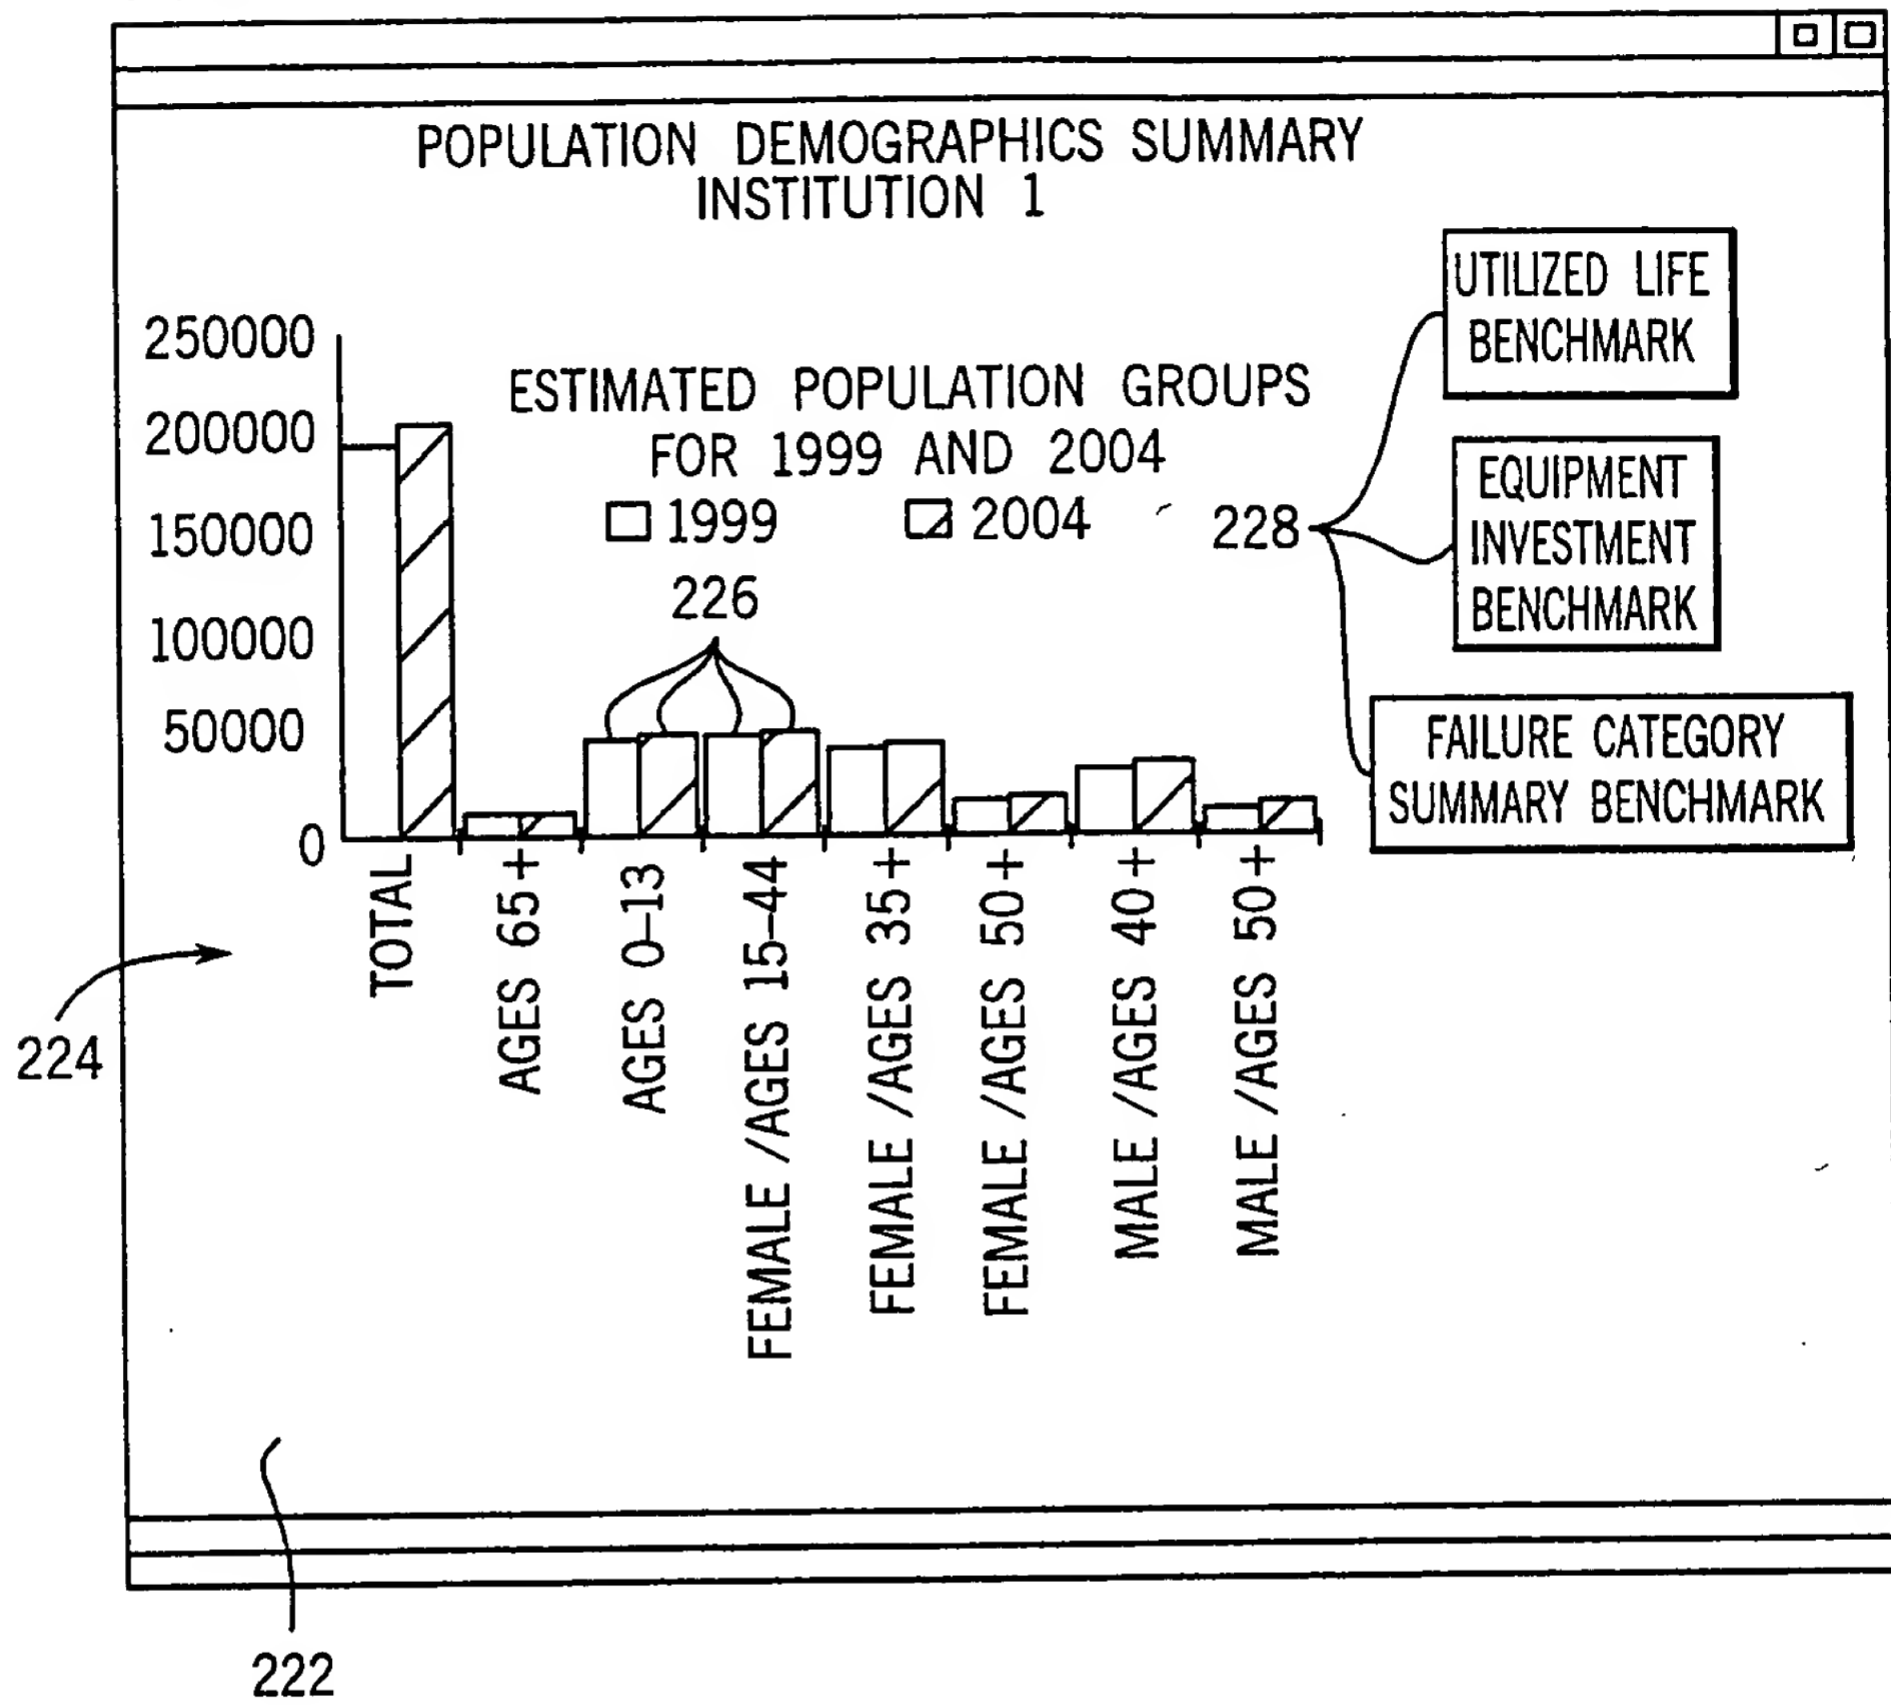 POPULATION DEMOGRAPHICS SUMMARY
INSTITUTION 1
UTILIZED LIFE
BENCHMARK
250000
ESTIMATED POPULATION GROUPS
FOR 1999 AND 2004
1999 2004
200000
150000
100000
50000
0
226
228
EQUIPMENT
INVESTMENT
BENCHMARK
FAILURE CATEGORY
SUMMARY BENCHMARK
TOTAL
AGES 65+
AGES 0-13
FEMALE /AGES 15-44
FEMALE /AGES 35+
FEMALE /AGES 50+
MALE /AGES 40+
MALE /AGES 50+
224
222